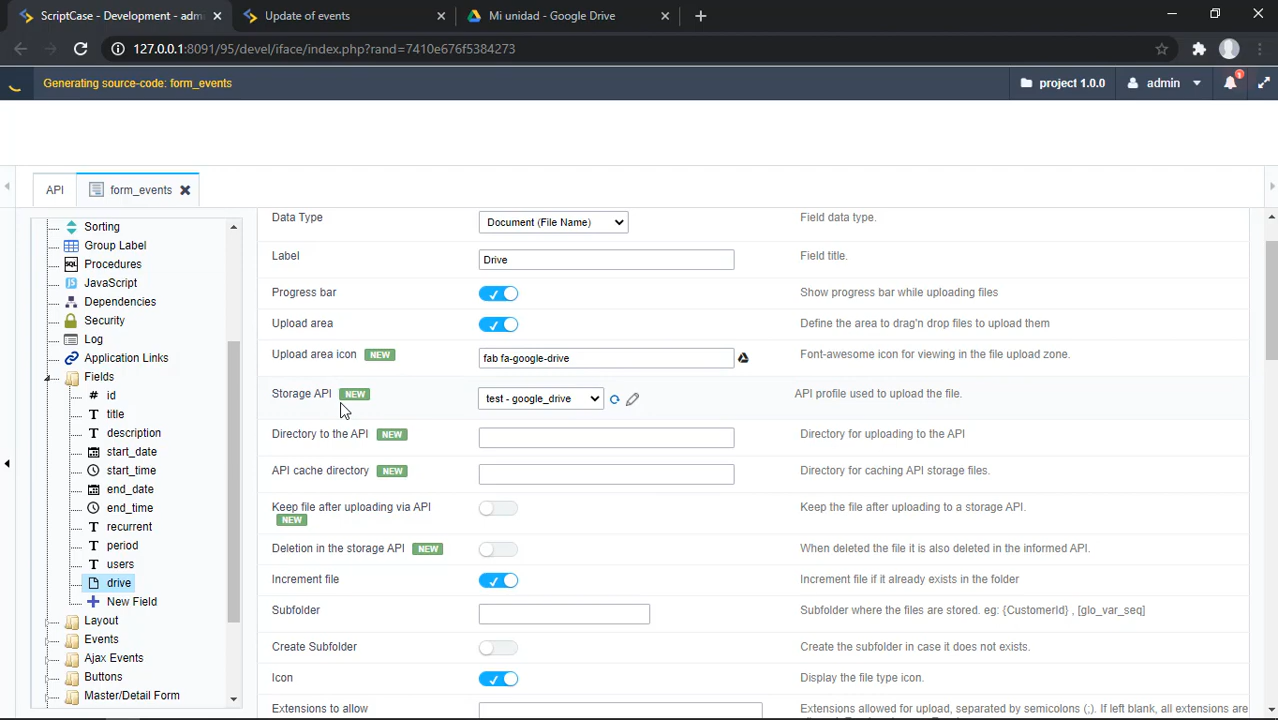 ScriptCase - Development - adm
Update of events
Mi unidad - Google Drive
127.0.0.1:8091/95/devel/iface/index.php?rand=7410e676f5384273
Generating source-code: form_events
project 1.0.0
admin
1
API
form_events
Sorting
Group Label
SQL Procedures
JS JavaScript
Dependencies
Security
Log
Application Links
Fields
# id
T title
T description
start_date
start_time
end_date
end_time
T recurrent
T period
T users
drive
New Field
Layout
Events
Ajax Events
Buttons
Master/Detail Form
Data Type
Document (File Name)
Field data type.
Label
Drive
Field title.
Progress bar
Show progress bar while uploading files
Upload area
Define the area to drag'n drop files to upload them
Upload area icon NEW
fab fa-google-drive
Font-awesome icon for viewing in the file upload zone.
Storage API NEW
test - google_drive
API profile used to upload the file.
Directory to the API NEW
Directory for uploading to the API
API cache directory NEW
Directory for caching API storage files.
Keep file after uploading via API
NEW
Keep the file after uploading to a storage API.
Deletion in the storage API NEW
When deleted the file it is also deleted in the informed API.
Increment file
Increment file if it already exists in the folder
Subfolder
Subfolder where the files are stored. eg: {CustomerId} , [glo_var_seq]
Create Subfolder
Create the subfolder in case it does not exists.
Icon
Display the file type icon.
Extensions to allow
Extensions allowed for upload, separated by semicolons (;). If left blank, all extensions are